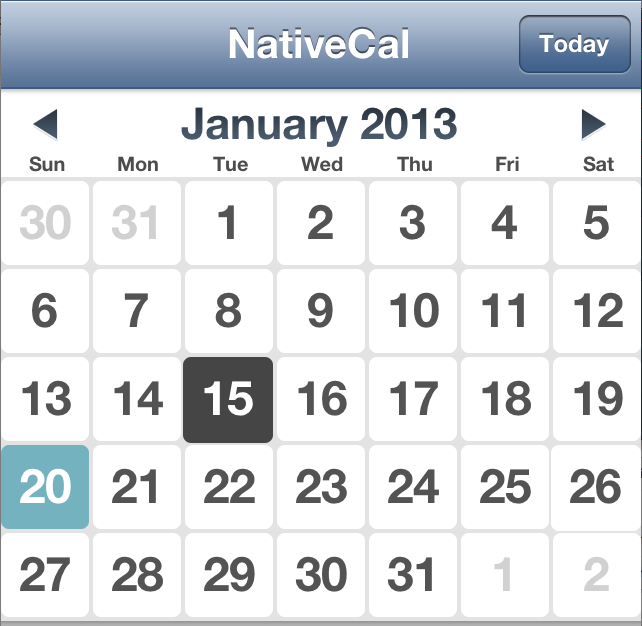 NativeCal Today
January 2013
Sun Mon Tue Wed Thu Fri Sat
30 31 1 2 3 4 5
6 7 8 9 10 11 12
13 14 15 16 17 18 19
20 21 22 23 24 25 26
27 28 29 30 31 1 2